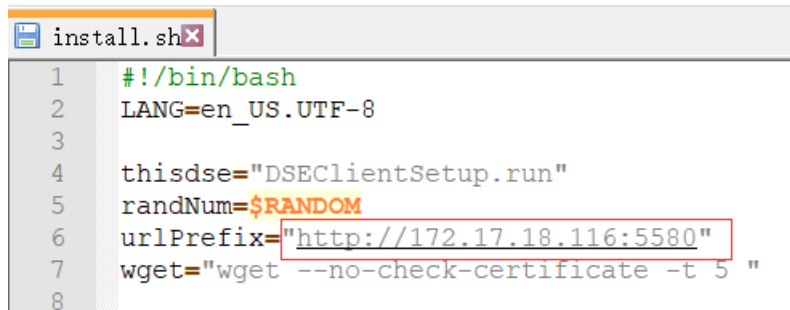 install.sh
1 #!/bin/bash
2 LANG=en_US.UTF-8
3
4 thisdse="DSEClientSetup.run"
5 randNum=$RANDOM
6 urlPrefix="http://172.17.18.116:5580"
7 wget="wget --no-check-certificate -t 5 "
8